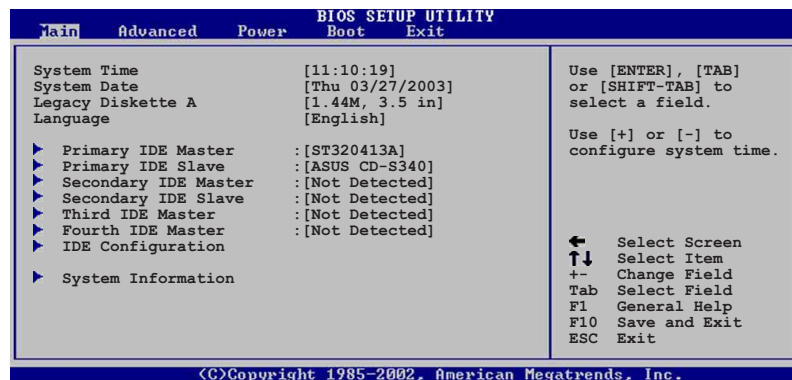 BIOS SETUP UTILITY
Main Advanced Power Boot Exit
System Time [11:10:19]
System Date [Thu 03/27/2003]
Legacy Diskette A [1.44M, 3.5 in]
Language [English]
Primary IDE Master :[ST320413A]
Primary IDE Slave :[ASUS CD-S340]
Secondary IDE Master :[Not Detected]
Secondary IDE Slave :[Not Detected]
Third IDE Master :[Not Detected]
Fourth IDE Master :[Not Detected]
IDE Configuration
System Information
Use [ENTER], [TAB]
or [SHIFT-TAB] to
select a field.
Use [+] or [-] to
configure system time.
Select Screen
Select Item
+- Change Field
Tab Select Field
F1 General Help
F10 Save and Exit
ESC Exit
(C)Copyright 1985-2002, American Megatrends, Inc.